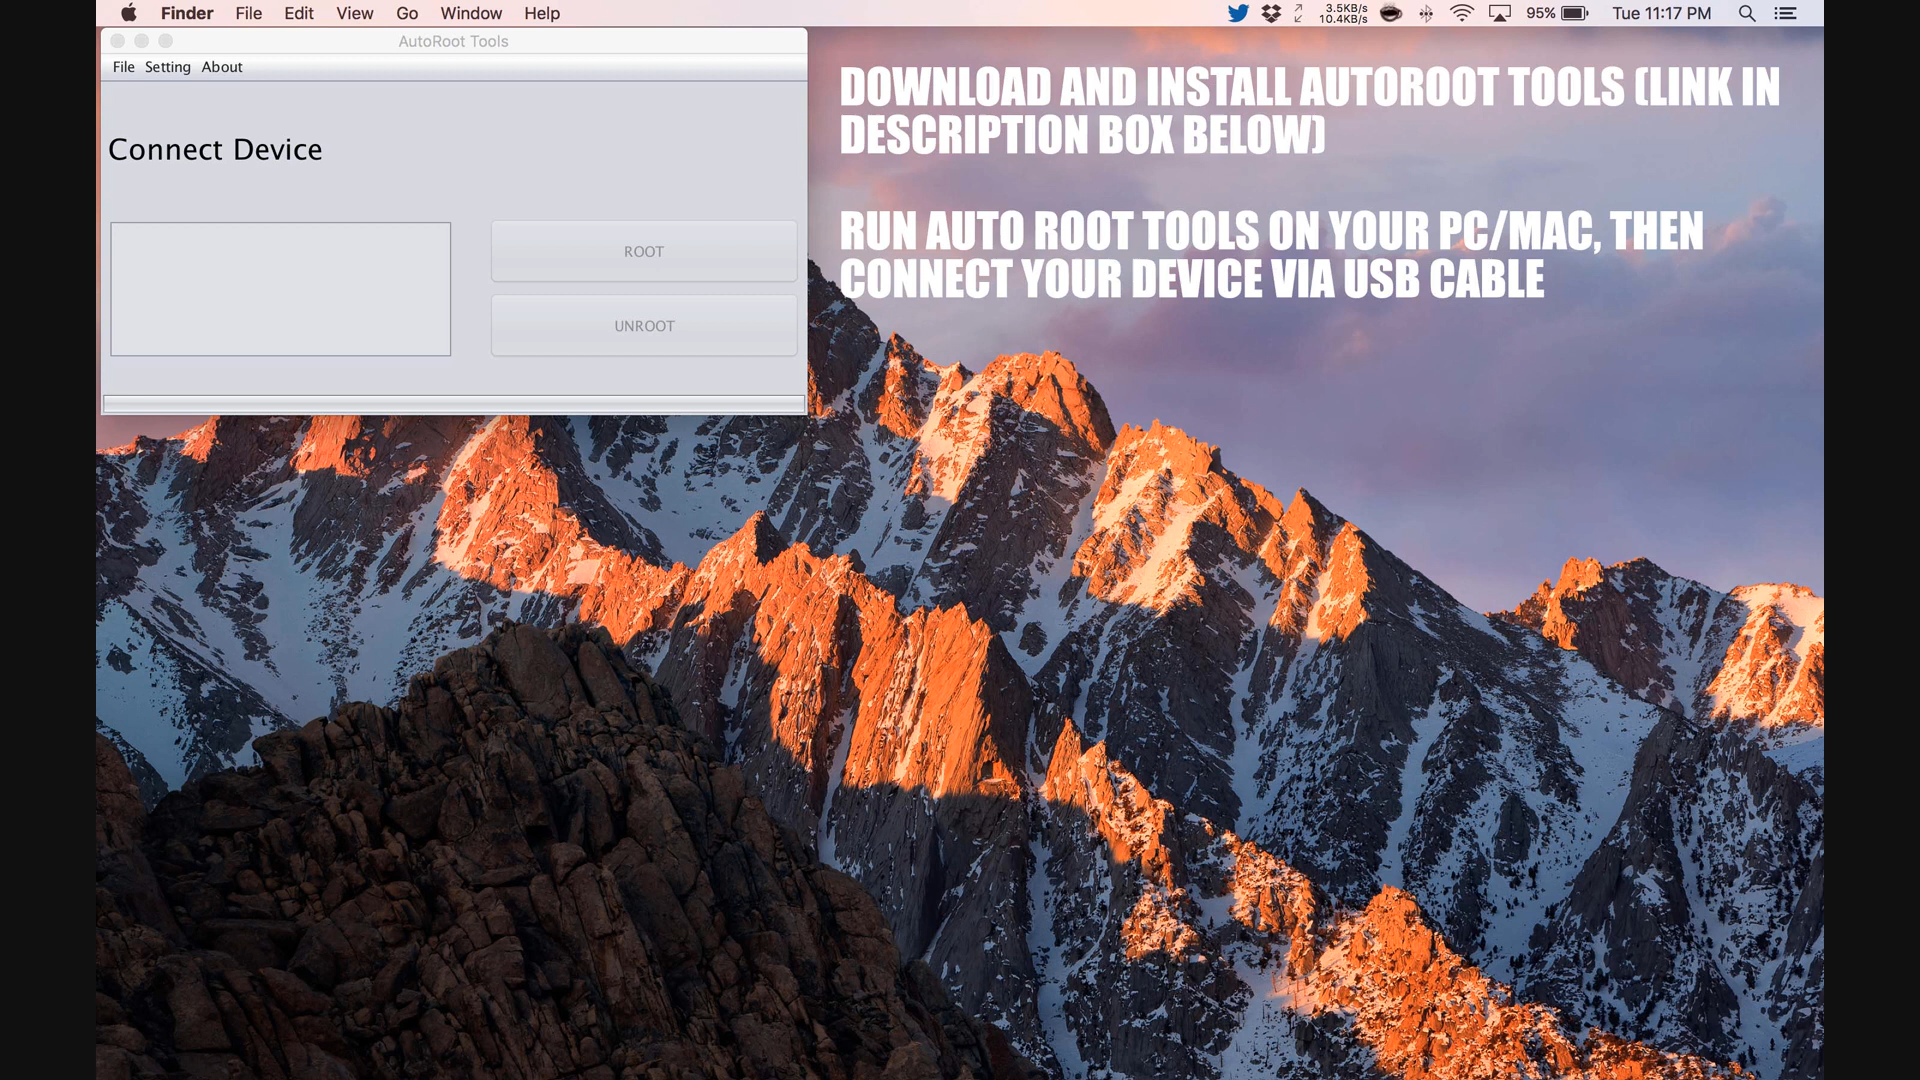 Finder File Edit View Go Window Help 3.5KB/s 10.4KB/s 95% Tue 11:17 PM
AutoRoot Tools
File Setting About
Connect Device
ROOT
UNROOT
DOWNLOAD AND INSTALL AUTOROOT TOOLS (LINK IN
DESCRIPTION BOX BELOW)
RUN AUTO ROOT TOOLS ON YOUR PC/MAC, THEN
CONNECT YOUR DEVICE VIA USB CABLE